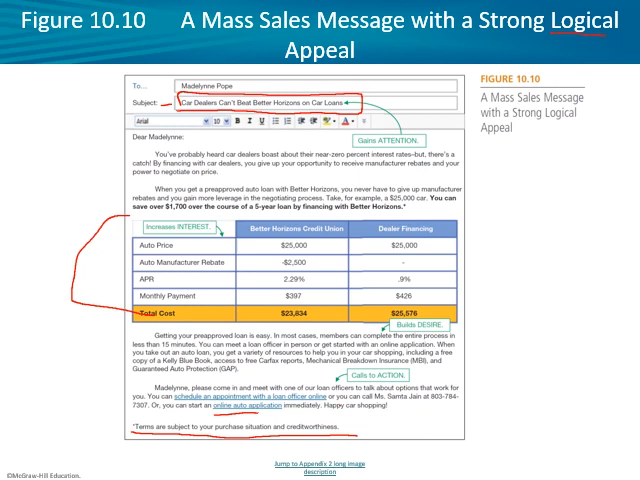 Figure 10.10 A Mass Sales Message with a Strong Logical
Appeal
To... Madelynne Pope
Subject: Car Dealers Can't Beat Better Horizons on Car Loans
Arial 10 B I U A
Gains ATTENTION.
Dear Madelynne:
You've probably heard car dealers boast about their near-zero percent interest rates–but, there's a
catch! By financing with car dealers, you give up your opportunity to receive manufacturer rebates and your
power to negotiate on price.
When you get a preapproved auto loan with Better Horizons, you never have to give up manufacturer
rebates and you gain more leverage in the negotiating process. Take, for example, a $25,000 car. You can
save over $1,700 over the course of a 5-year loan by financing with Better Horizons.*
Increases INTEREST. Better Horizons Credit Union Dealer Financing
Auto Price $25,000 $25,000
Auto Manufacturer Rebate -$2,500 -
APR 2.29% .9%
Monthly Payment $397 $426
Total Cost $23,834 $25,576
Builds DESIRE.
Getting your preapproved loan is easy. In most cases, members can complete the entire process in
less than 15 minutes. You can meet a loan officer in person or get started with an online application. When
you take out an auto loan, you get a variety of resources to help you in your car shopping, including a free
copy of a Kelly Blue Book, access to free Carfax reports, Mechanical Breakdown Insurance (MBI), and
Guaranteed Auto Protection (GAP).
Calls to ACTION.
Madelynne, please come in and meet with one of our loan officers to talk about options that work for
you. You can schedule an appointment with a loan officer online or you can call Ms. Samta Jain at 803-784-
7307. Or, you can start an online auto application immediately. Happy car shopping!
*Terms are subject to your purchase situation and creditworthiness.
FIGURE 10.10
A Mass Sales Message
with a Strong Logical
Appeal
Jump to Appendix 2 long image
description
©McGraw-Hill Education.